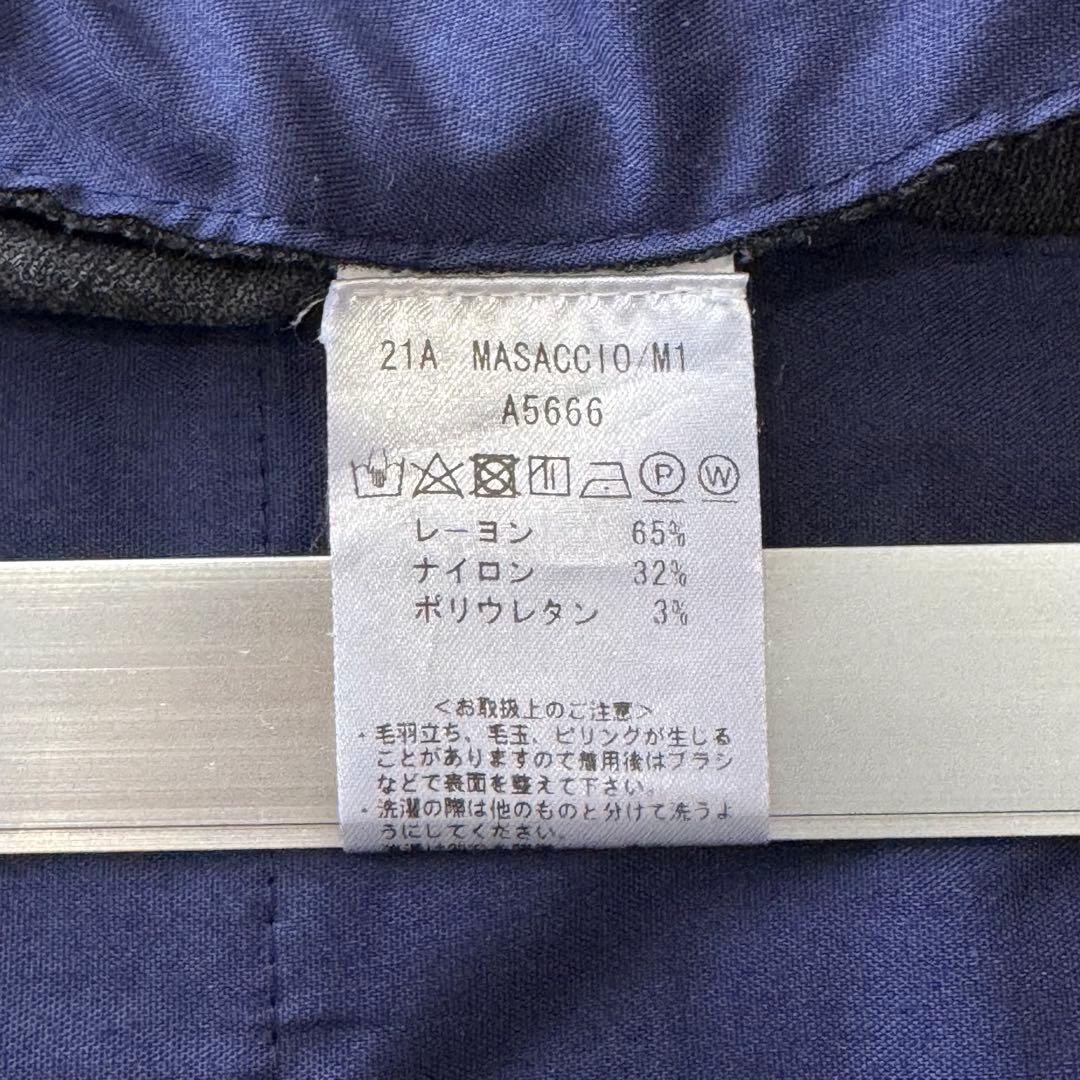 21A MASACCIO/M1
A5666
P W
レーヨン 65%
ナイロン 32%
ポリウレタン 3%
<お取扱上のご注意>
・毛羽立ち、毛玉、ピリングが生じる
ことがありますので着用後はブラシ
などで表面を整えて下さい。
・洗濯の際は他のものと分けて洗うよ
うにしてください。